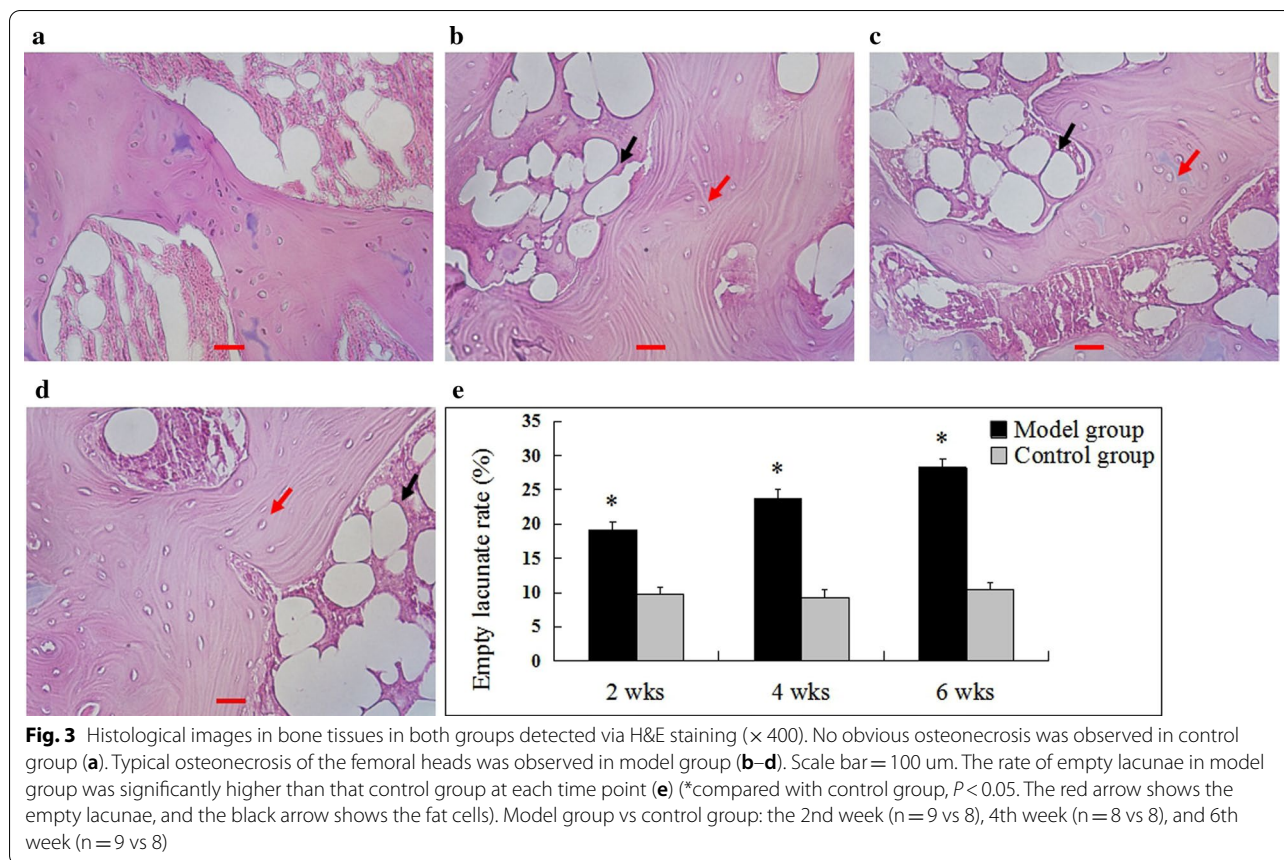 a
b
c
d
e
35
30
25
20
15
10
5
0
Empty lacunate rate (%)
*
*
*
Model group
Control group
2 wks
4 wks
6 wks
Fig. 3 Histological images in bone tissues in both groups detected via H&E staining (× 400). No obvious osteonecrosis was observed in control
group (a). Typical osteonecrosis of the femoral heads was observed in model group (b–d). Scale bar = 100 um. The rate of empty lacunae in model
group was significantly higher than that control group at each time point (e) (*compared with control group, P < 0.05. The red arrow shows the
empty lacunae, and the black arrow shows the fat cells). Model group vs control group: the 2nd week (n = 9 vs 8), 4th week (n = 8 vs 8), and 6th
week (n = 9 vs 8)